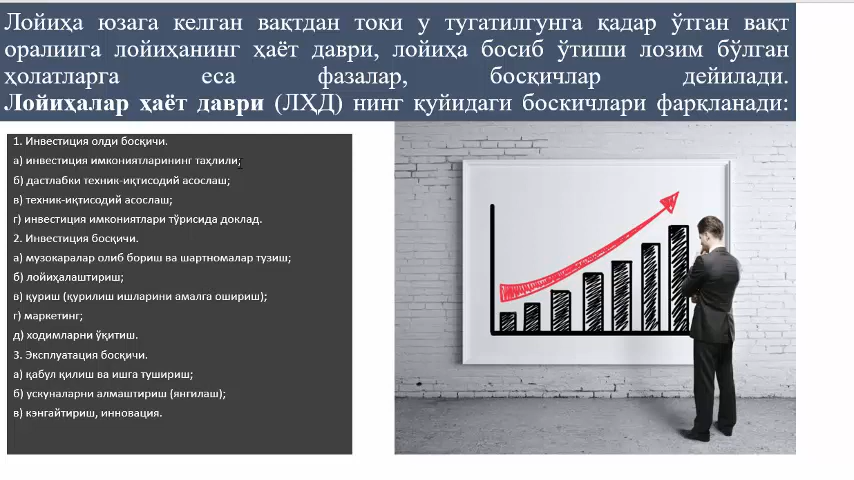 Лойиҳа юзага келган вақтдан токи у тугатилгунга қадар ўтган вақт
оралиига лойиҳанинг ҳаёт даври, лойиҳа босиб ўтиши лозим бўлган
ҳолатларга еса фазалар, босқичлар дейилади.
Лойиҳалар ҳаёт даври (ЛҲД) нинг қуйидаги боскичлари фарқланади:
1. Инвестиция олди босқичи.
а) инвестиция имкониятларининг таҳлили;
б) дастлабки техник-иқтисодий асослаш;
в) техник-иқтисодий асослаш;
г) инвестиция имкониятлари тўрисида доклад.
2. Инвестиция босқичи.
а) музокаралар олиб бориш ва шартномалар тузиш;
б) лойиҳалаштириш;
в) қуриш (қурилиш ишларини амалга ошириш);
г) маркетинг;
д) ходимларни ўқитиш.
3. Эксплуатация босқичи.
а) қабул қилиш ва ишга тушириш;
б) ускуналарни алмаштириш (янгилаш);
в) кэнгайтириш, инновация.